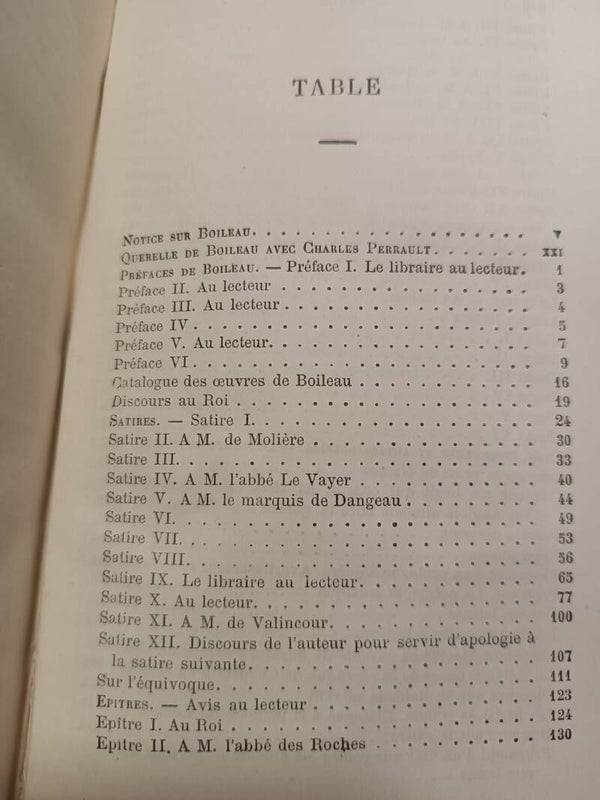 TABLE
NOTICE SUR BOILEAU. . . . . . . . . . . . . . . . . . . V
QUERELLE DE BOILEAU AVEC CHARLES PERRAULT. . . . . . . XXI
PRÉFACES DE BOILEAU. — Préface I. Le libraire au lecteur. . 1
Préface II. Au lecteur . . . . . . . . . . . . . . . . . 3
Préface III. Au lecteur . . . . . . . . . . . . . . . . . 4
Préface IV . . . . . . . . . . . . . . . . . . . . . . 5
Préface V. Au lecteur. . . . . . . . . . . . . . . . . . 7
Préface VI . . . . . . . . . . . . . . . . . . . . . . 9
Catalogue des œuvres de Boileau . . . . . . . . . . . . . 16
Discours au Roi . . . . . . . . . . . . . . . . . . . . 19
SATIRES. — Satire I. . . . . . . . . . . . . . . . . . . 24
Satire II. A M. de Molière . . . . . . . . . . . . . . . 30
Satire III. . . . . . . . . . . . . . . . . . . . . . . 33
Satire IV. A M. l'abbé Le Vayer . . . . . . . . . . . . . 40
Satire V. A M. le marquis de Dangeau . . . . . . . . . . 44
Satire VI. . . . . . . . . . . . . . . . . . . . . . . 49
Satire VII. . . . . . . . . . . . . . . . . . . . . . . 53
Satire VIII. . . . . . . . . . . . . . . . . . . . . . 56
Satire IX. Le libraire au lecteur. . . . . . . . . . . . . 65
Satire X. Au lecteur. . . . . . . . . . . . . . . . . . 77
Satire XI. A M. de Valincour. . . . . . . . . . . . . . . 100
Satire XII. Discours de l'auteur pour servir d'apologie à
la satire suivante. . . . . . . . . . . . . . . . . . . 107
Sur l'équivoque. . . . . . . . . . . . . . . . . . . . 111
EPITRES. — Avis au lecteur . . . . . . . . . . . . . . . 123
Epître I. Au Roi . . . . . . . . . . . . . . . . . . . . 124
Epître II. A M. l'abbé des Roches . . . . . . . . . . . . 130